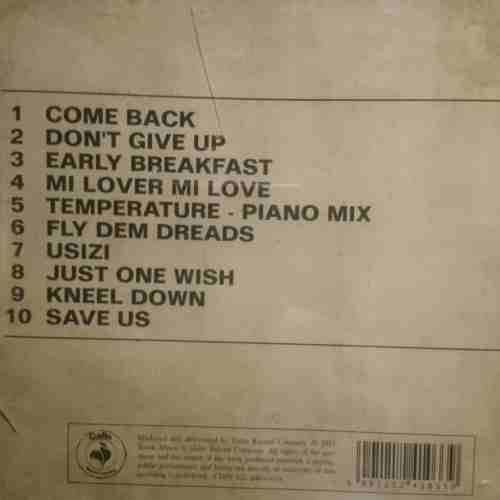 1 COME BACK
2 DON'T GIVE UP
3 EARLY BREAKFAST
4 MI LOVER MI LOVE
5 TEMPERATURE - PIANO MIX
6 FLY DEM DREADS
7 USIZI
8 JUST ONE WISH
9 KNEEL DOWN
10 SAVE US
Gallo